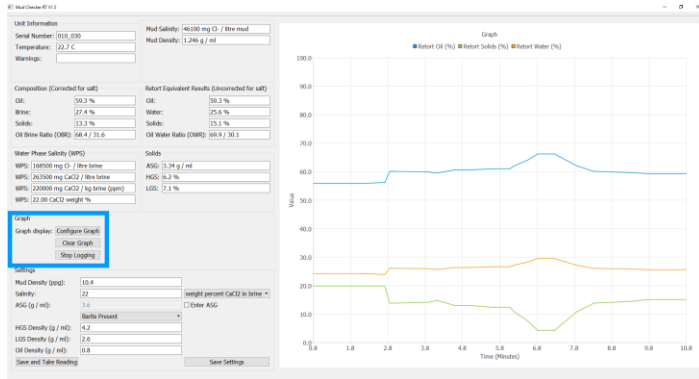 Mud Checker RT V1.3
Unit Information
Serial Number: 010_030
Temperature: 22.7 C
Warnings:
Mud Salinity: 46100 mg Cl- / litre mud
Mud Density: 1.246 g / ml
Composition (Corrected for salt)
Oil: 59.3 %
Brine: 27.4 %
Solids: 13.3 %
Oil Brine Ratio (OBR): 68.4 / 31.6
Retort Equivalent Results (Uncorrected for salt)
Oil: 59.3 %
Water: 25.6 %
Solids: 15.1 %
Oil Water Ratio (OWR): 69.9 / 30.1
Water Phase Salinity (WPS)
WPS: 168500 mg Cl- / litre brine
WPS: 263500 mg CaCl2 / litre brine
WPS: 220000 mg CaCl2 / kg brine (ppm)
WPS: 22.00 CaCl2 weight %
Solids
ASG: 3.34 g / ml
HGS: 6.2 %
LGS: 7.1 %
Graph
Graph display: Configure Graph
Clear Graph
Stop Logging
Settings
Mud Density (ppg): 10.4
Salinity: 22 weight percent CaCl2 in brine
ASG (g / ml): 3.6 Enter ASG
Barite Present
HGS Density (g / ml): 4.2
LGS Density (g / ml): 2.6
Oil Density (g / ml): 0.8
Save and Take Reading Save Settings
Graph
Retort Oil (%) Retort Solids (%) Retort Water (%)
100.0
90.0
80.0
70.0
60.0
50.0
40.0
30.0
20.0
10.0
0.0
Value
0.8 1.8 2.8 3.8 4.8 5.8 6.8 7.8 8.8 9.8 10.8
Time (Minutes)